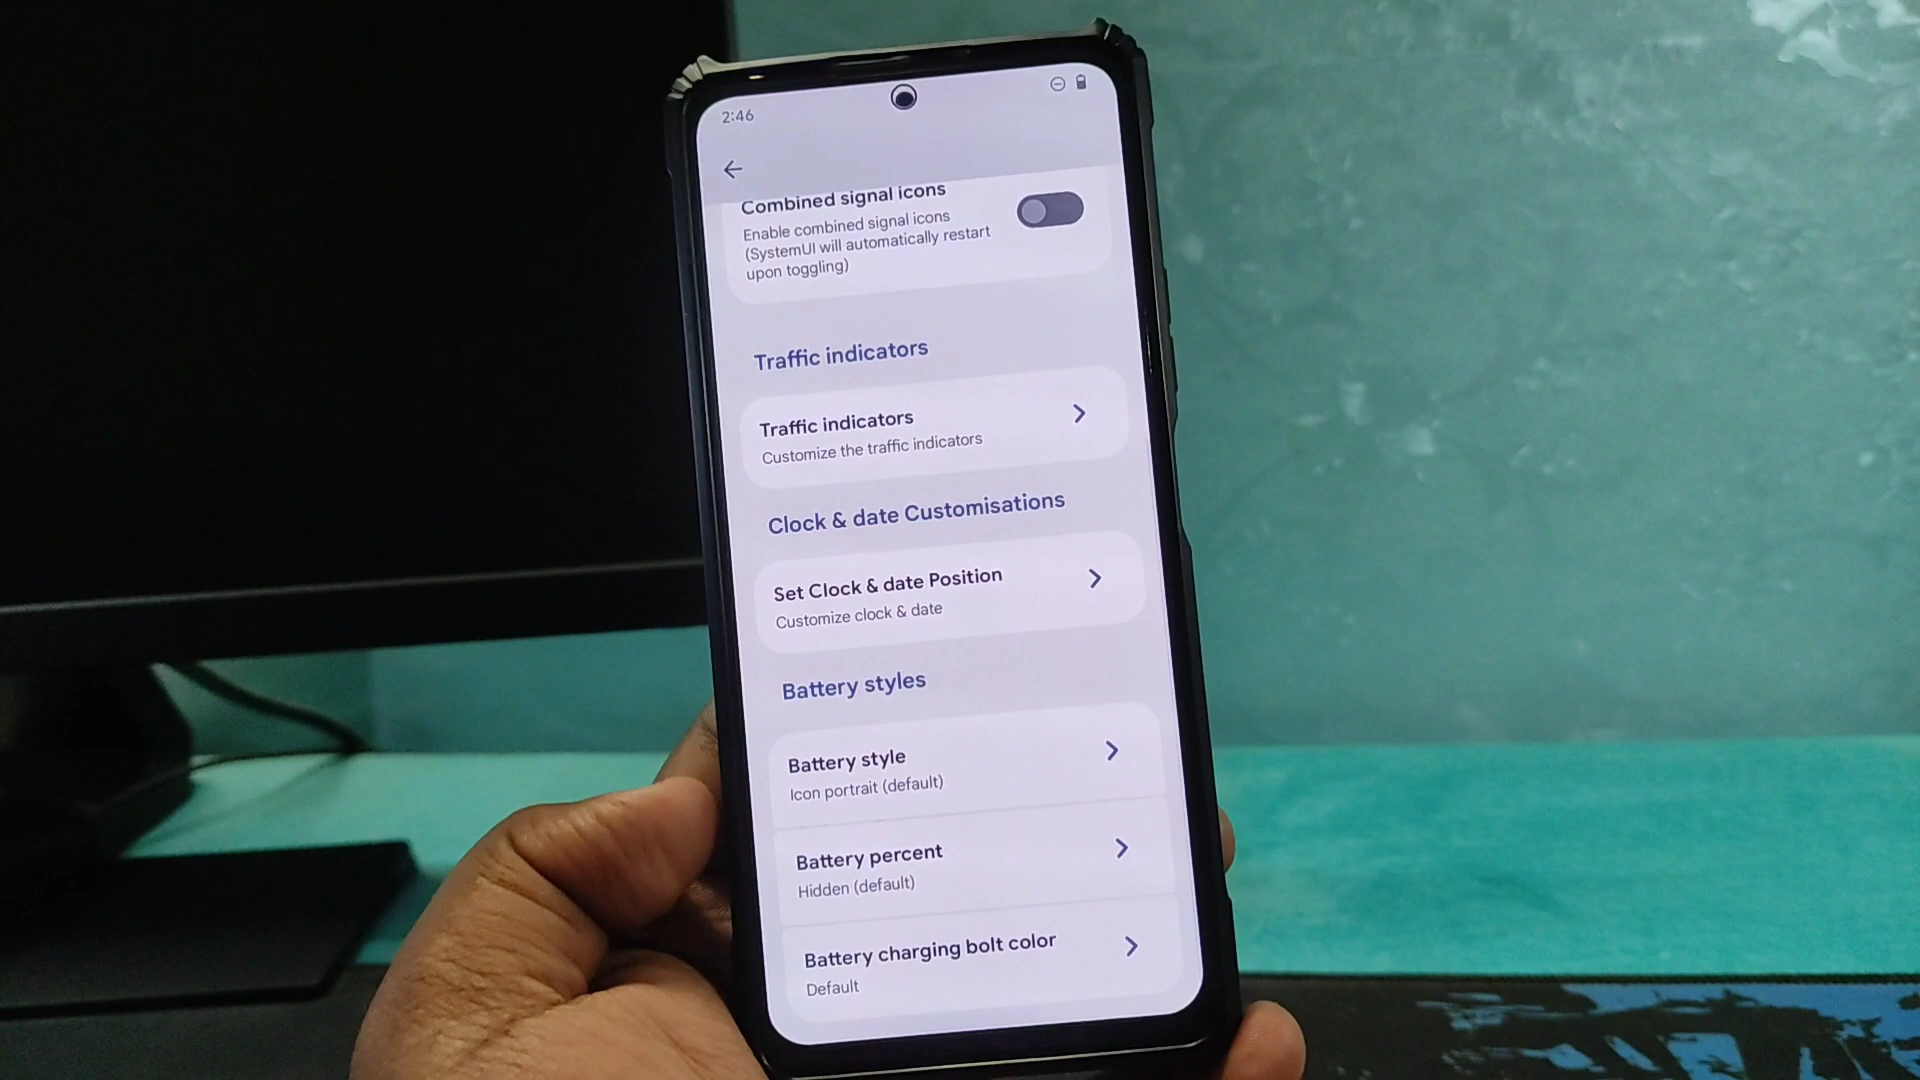 2:46
Combined signal icons
Enable combined signal icons
(SystemUI will automatically restart
upon toggling)
Traffic indicators
Traffic indicators
Customize the traffic indicators
Clock & date Customisations
Set Clock & date Position
Customize clock & date
Battery styles
Battery style
Icon portrait (default)
Battery percent
Hidden (default)
Battery charging bolt color
Default